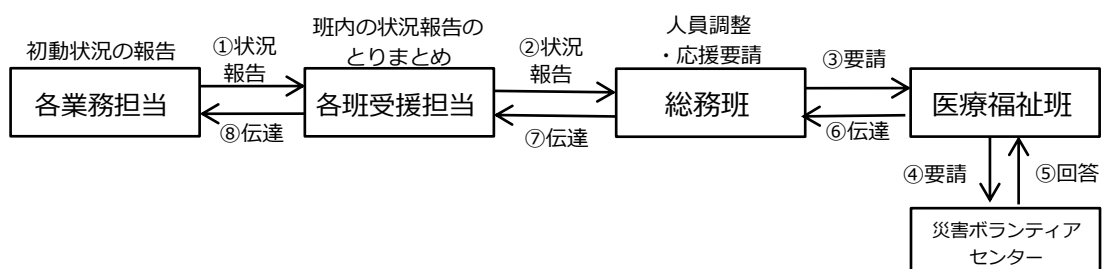 初動状況の報告
各業務担当
①状況
報告
⑧伝達
班内の状況報告の
とりまとめ
各班受援担当
②状況
報告
⑦伝達
人員調整
・応援要請
総務班
③要請
⑥伝達
医療福祉班
④要請
⑤回答
災害ボランティア
センター